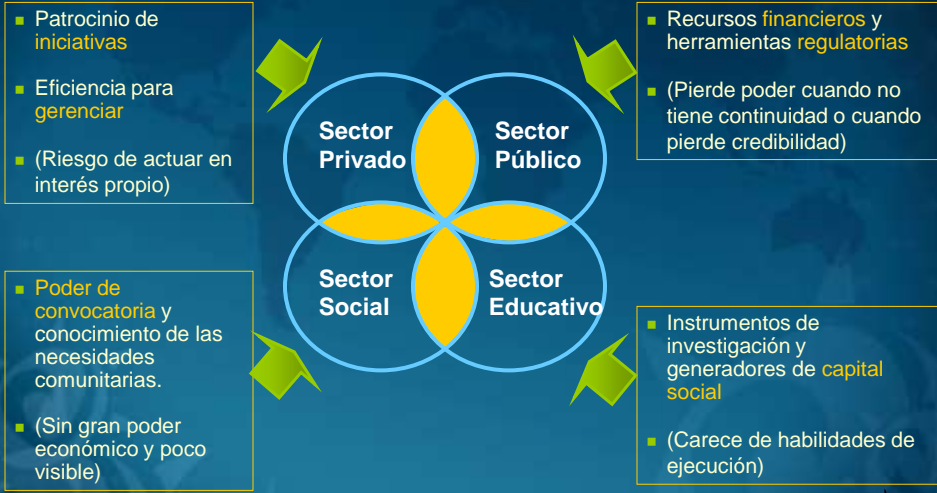 Patrocinio de
iniciativas
Eficiencia para
gerenciar
(Riesgo de actuar en
interés propio)
Recursos financieros y
herramientas regulatorias
(Pierde poder cuando no
tiene continuidad o cuando
pierde credibilidad)
Sector
Privado
Sector
Público
Sector
Social
Sector
Educativo
Poder de
convocatoria y
conocimiento de las
necesidades
comunitarias.
(Sin gran poder
económico y poco
visible)
Instrumentos de
investigación y
generadores de capital
social
(Carece de habilidades de
ejecución)